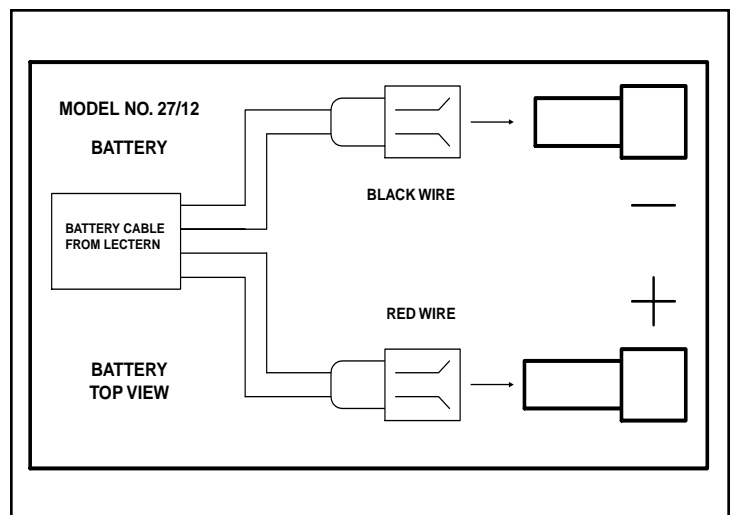 MODEL NO. 27/12
BATTERY
BLACK WIRE
BATTERY CABLE
FROM LECTERN
—
+
RED WIRE
BATTERY
TOP VIEW